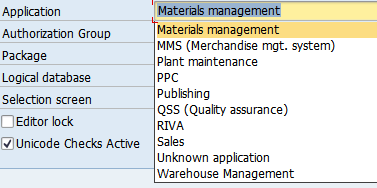 Application
Materials management
Authorization Group
Materials management
MMS (Merchandise mgt. system)
Package
Plant maintenance
PPC
Logical database
Publishing
Selection screen
QSS (Quality assurance)
Editor lock
RIVA
Unicode Checks Active
Sales
Unknown application
Warehouse Management